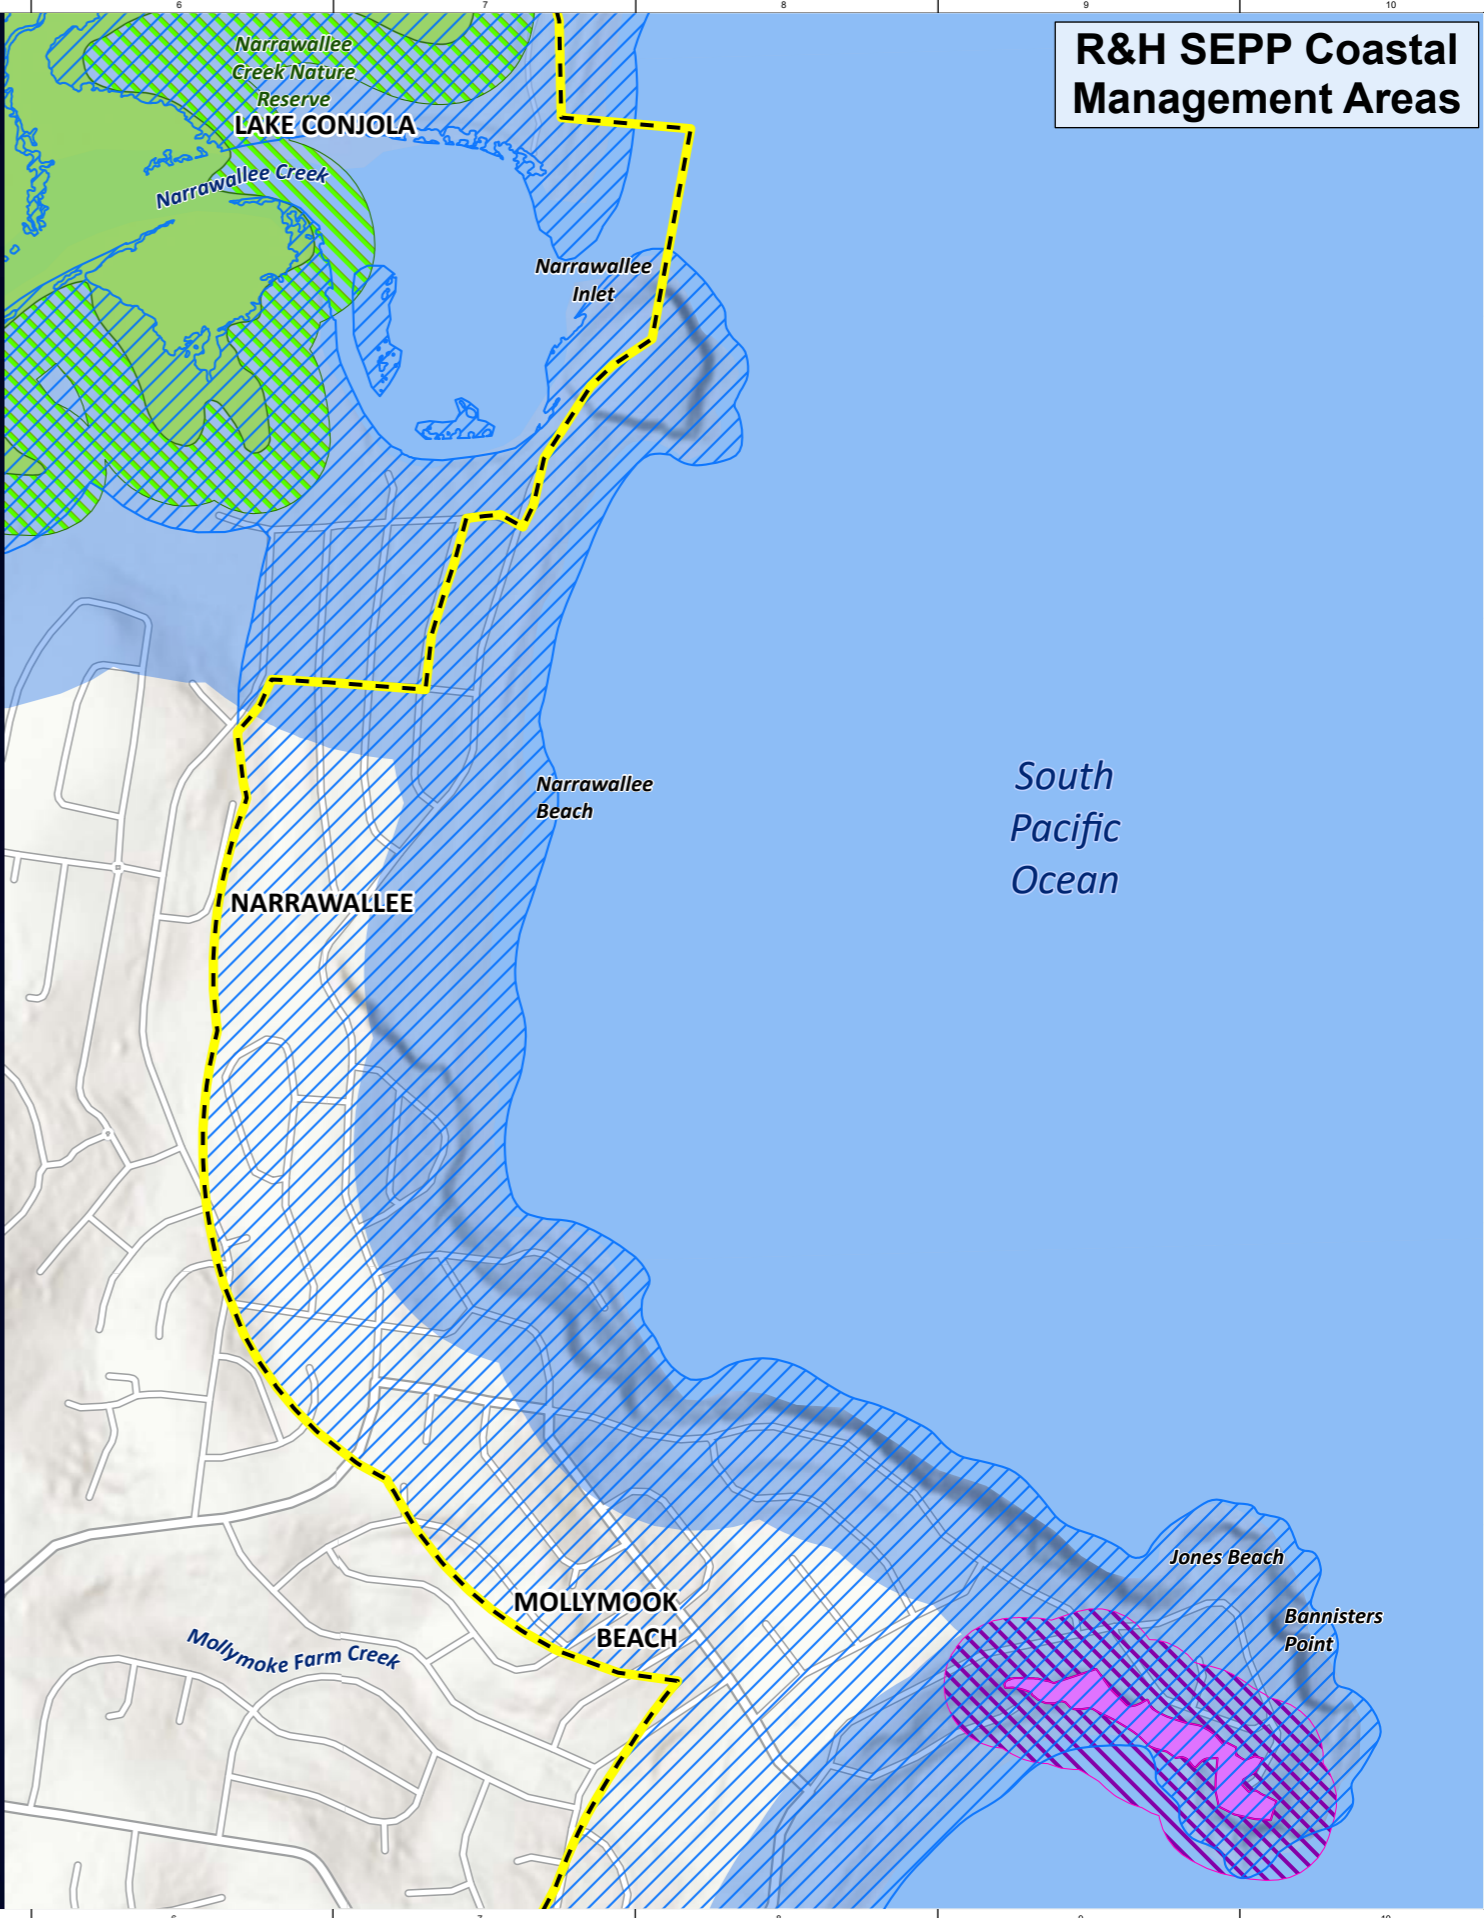 6 7 8 9 10
R&H SEPP Coastal
Management Areas
Narrawallee
Creek Nature
Reserve
LAKE CONJOLA
Narrawallee Creek
Narrawallee
Inlet
South
Pacific
Ocean
Narrawallee
Beach
NARRAWALLEE
Jones Beach
MOLLYMOOK
BEACH
Bannisters
Point
Mollymoke Farm Creek